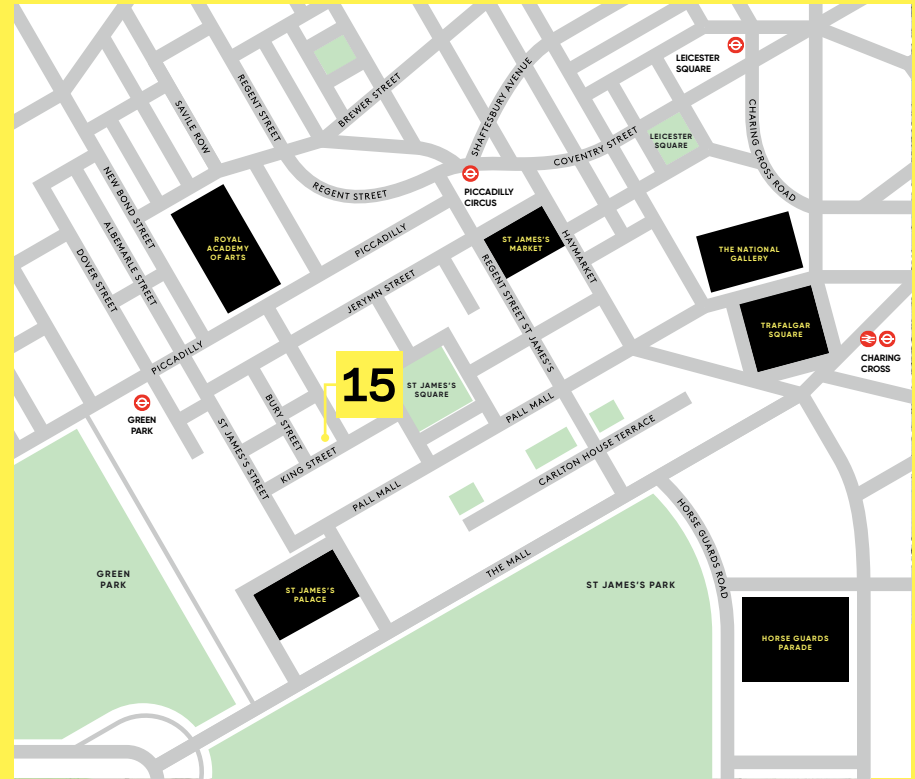 LEICESTER
SQUARE
BREWER STREET
SHAFTESBURY AVENUE
REGENT STREET
SAVILE ROW
CHARING CROSS ROAD
COVENTRY STREET
LEICESTER
SQUARE
PICCADILLY
CIRCUS
REGENT STREET
NEW BOND STREET
ALBEMARLE STREET
DOVER STREET
ROYAL
ACADEMY
OF ARTS
PICCADILLY
ST JAMES'S
MARKET
HAYMARKET
THE NATIONAL
GALLERY
JERYMN STREET
REGENT STREET ST JAMES'S
TRAFALGAR
SQUARE
CHARING
CROSS
PICCADILLY
15
ST JAMES'S
SQUARE
GREEN
PARK
BURY STREET
ST JAMES'S STREET
KING STREET
PALL MALL
PALL MALL
CARLTON HOUSE TERRACE
HORSE GUARDS ROAD
THE MALL
GREEN
PARK
ST JAMES'S
PALACE
ST JAMES'S PARK
HORSE GUARDS
PARADE